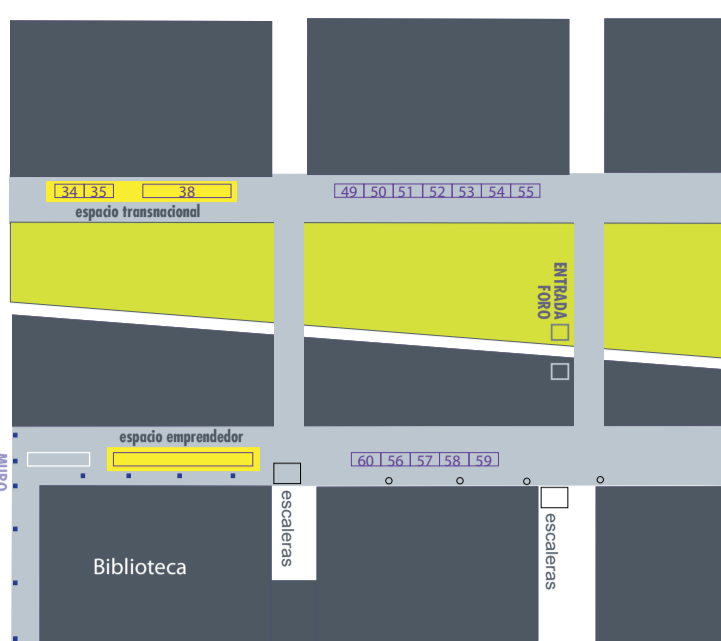 34 35 38 49 50 51 52 53 54 55
espacio transnacional
ENTRADA
FORO
espacio emprendedor
60 56 57 58 59
MURO
escaleras
escaleras
Biblioteca